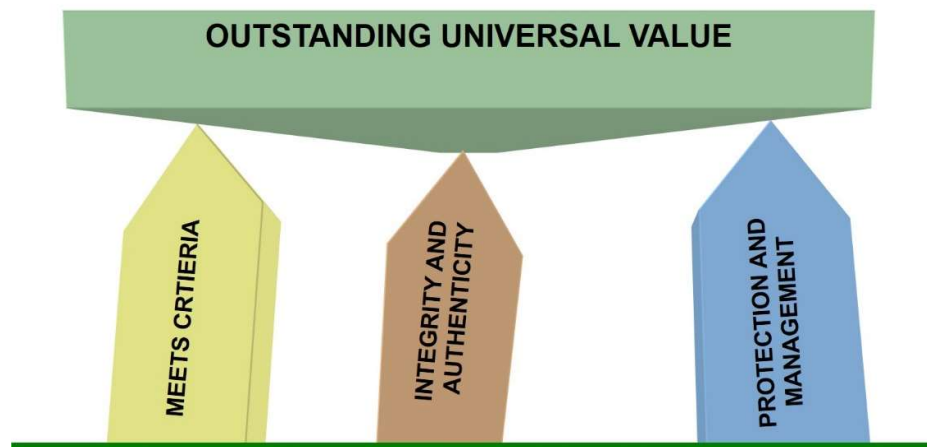 OUTSTANDING UNIVERSAL VALUE
MEETS CRTIERIA
INTEGRITY AND
AUTHENTICITY
PROTECTION AND
MANAGEMENT